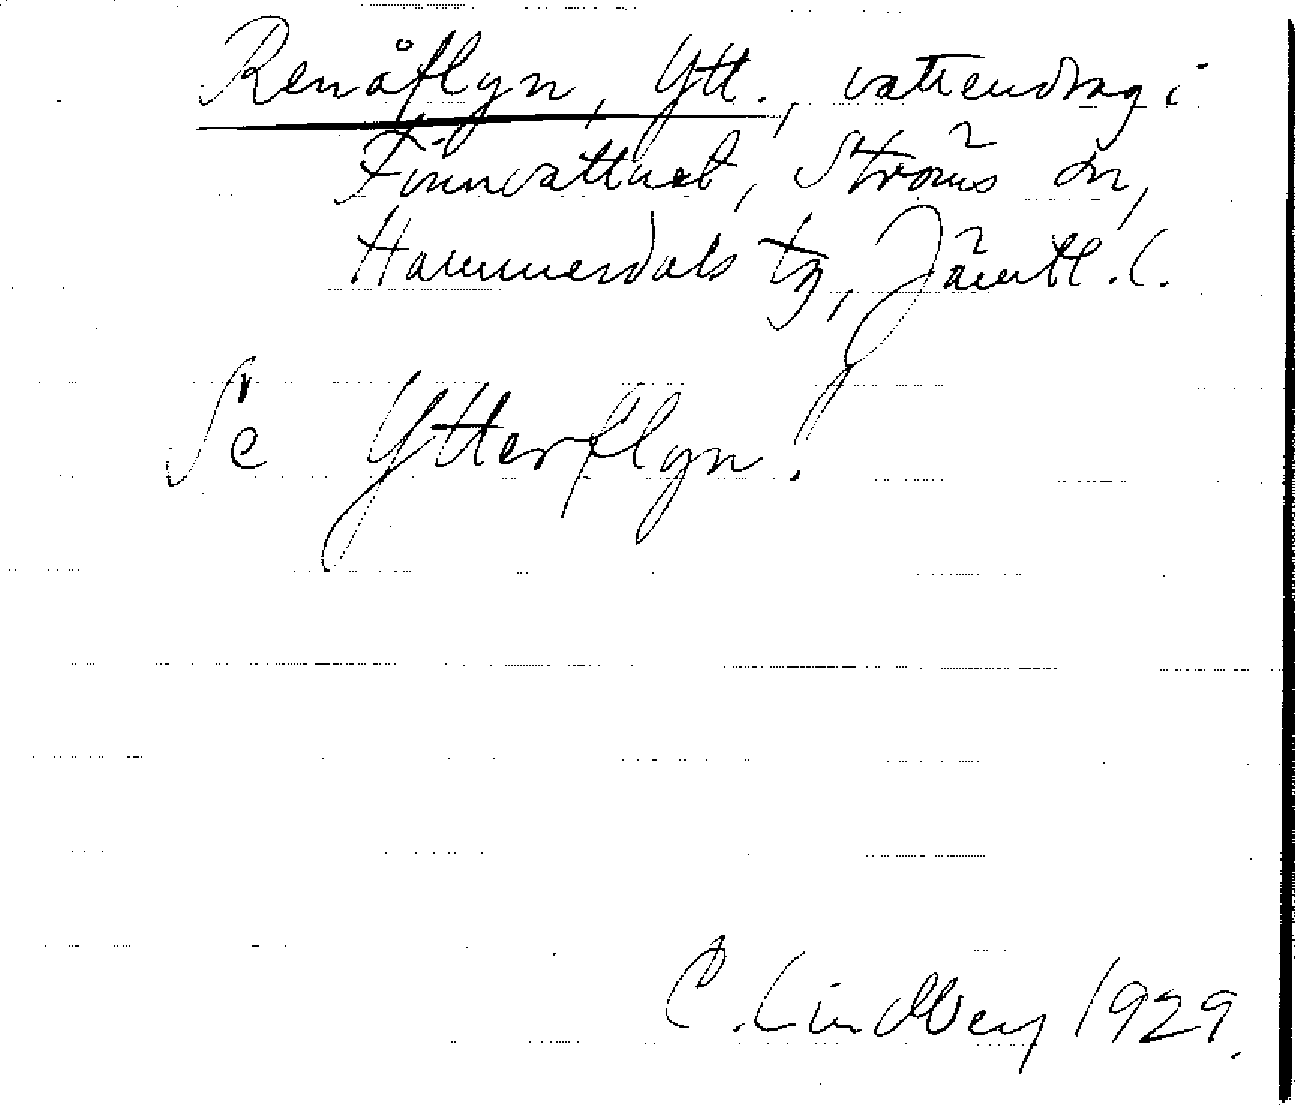 Renåflyn, Ytt., vattendrag i
Finnvattnet, Ströms sn,
Hammerdals tg, Jämtl. l.
Se Ytterflyn.
C. Lindberg 1929.